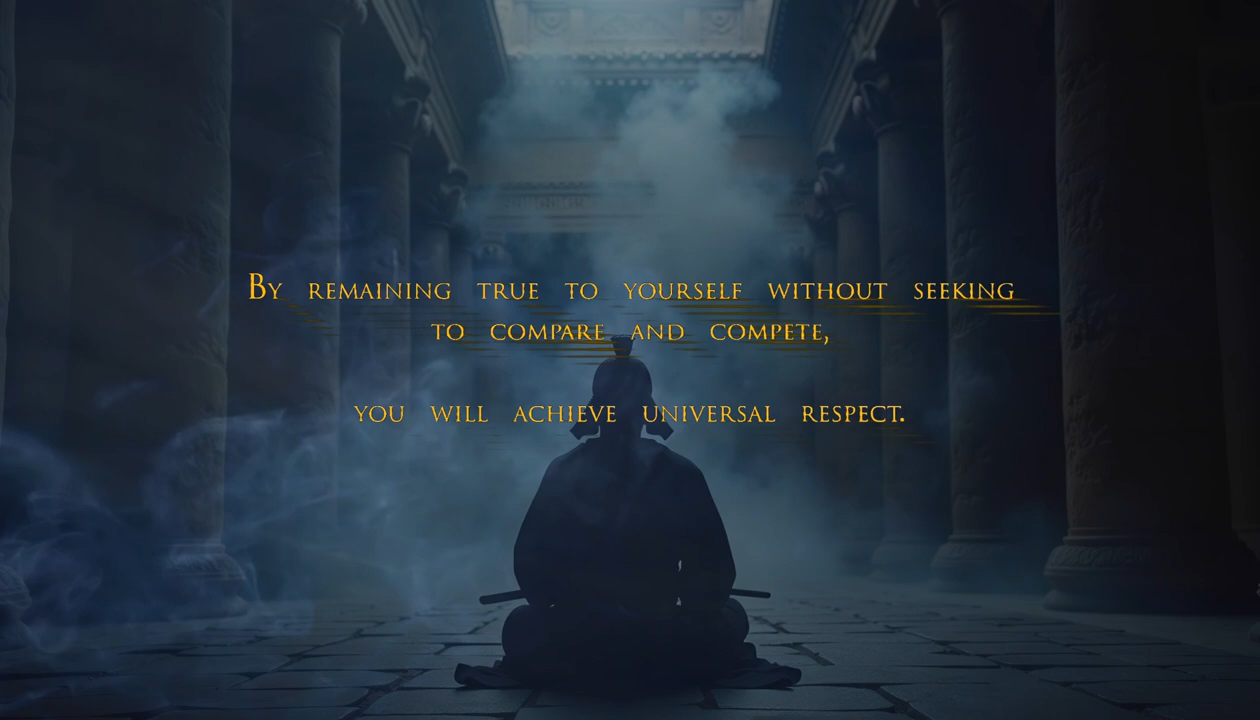 By remaining true to yourself without seeking
to compare and compete,
you will achieve universal respect.